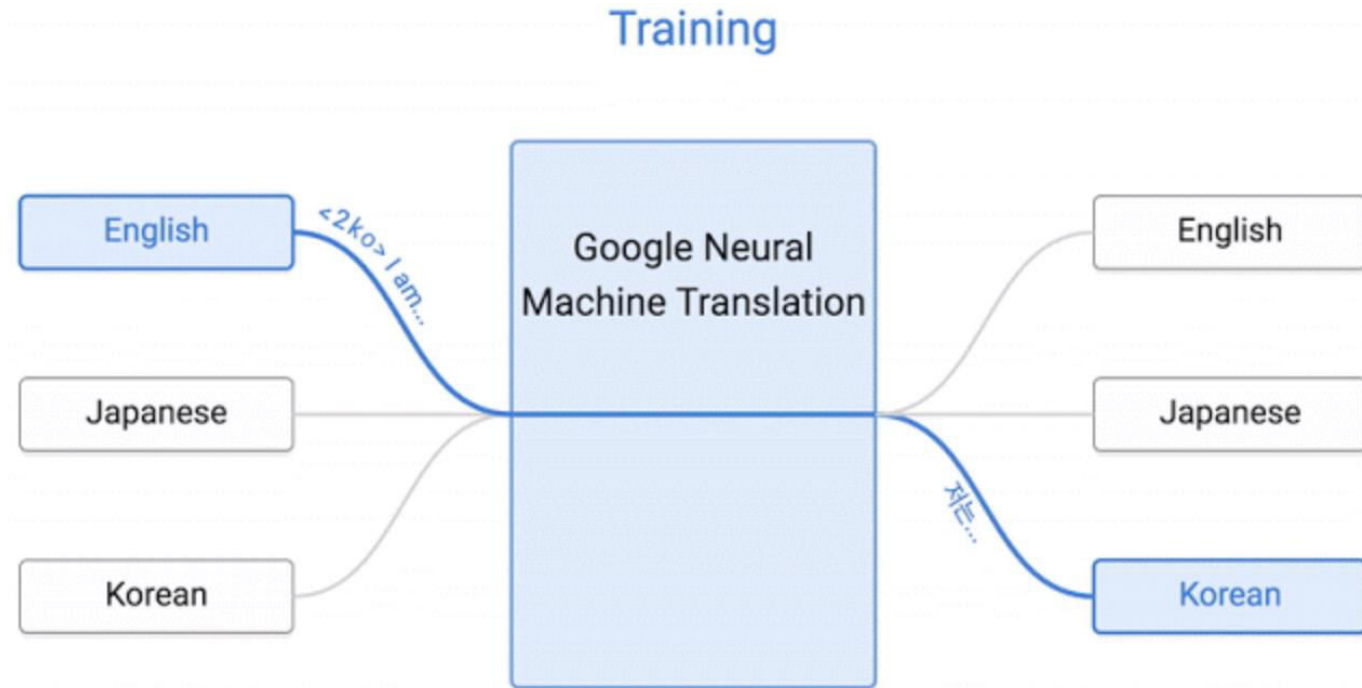 Training
English
<2ko> I am...
Google Neural
Machine Translation
English
Japanese
Japanese
저는...
Korean
Korean